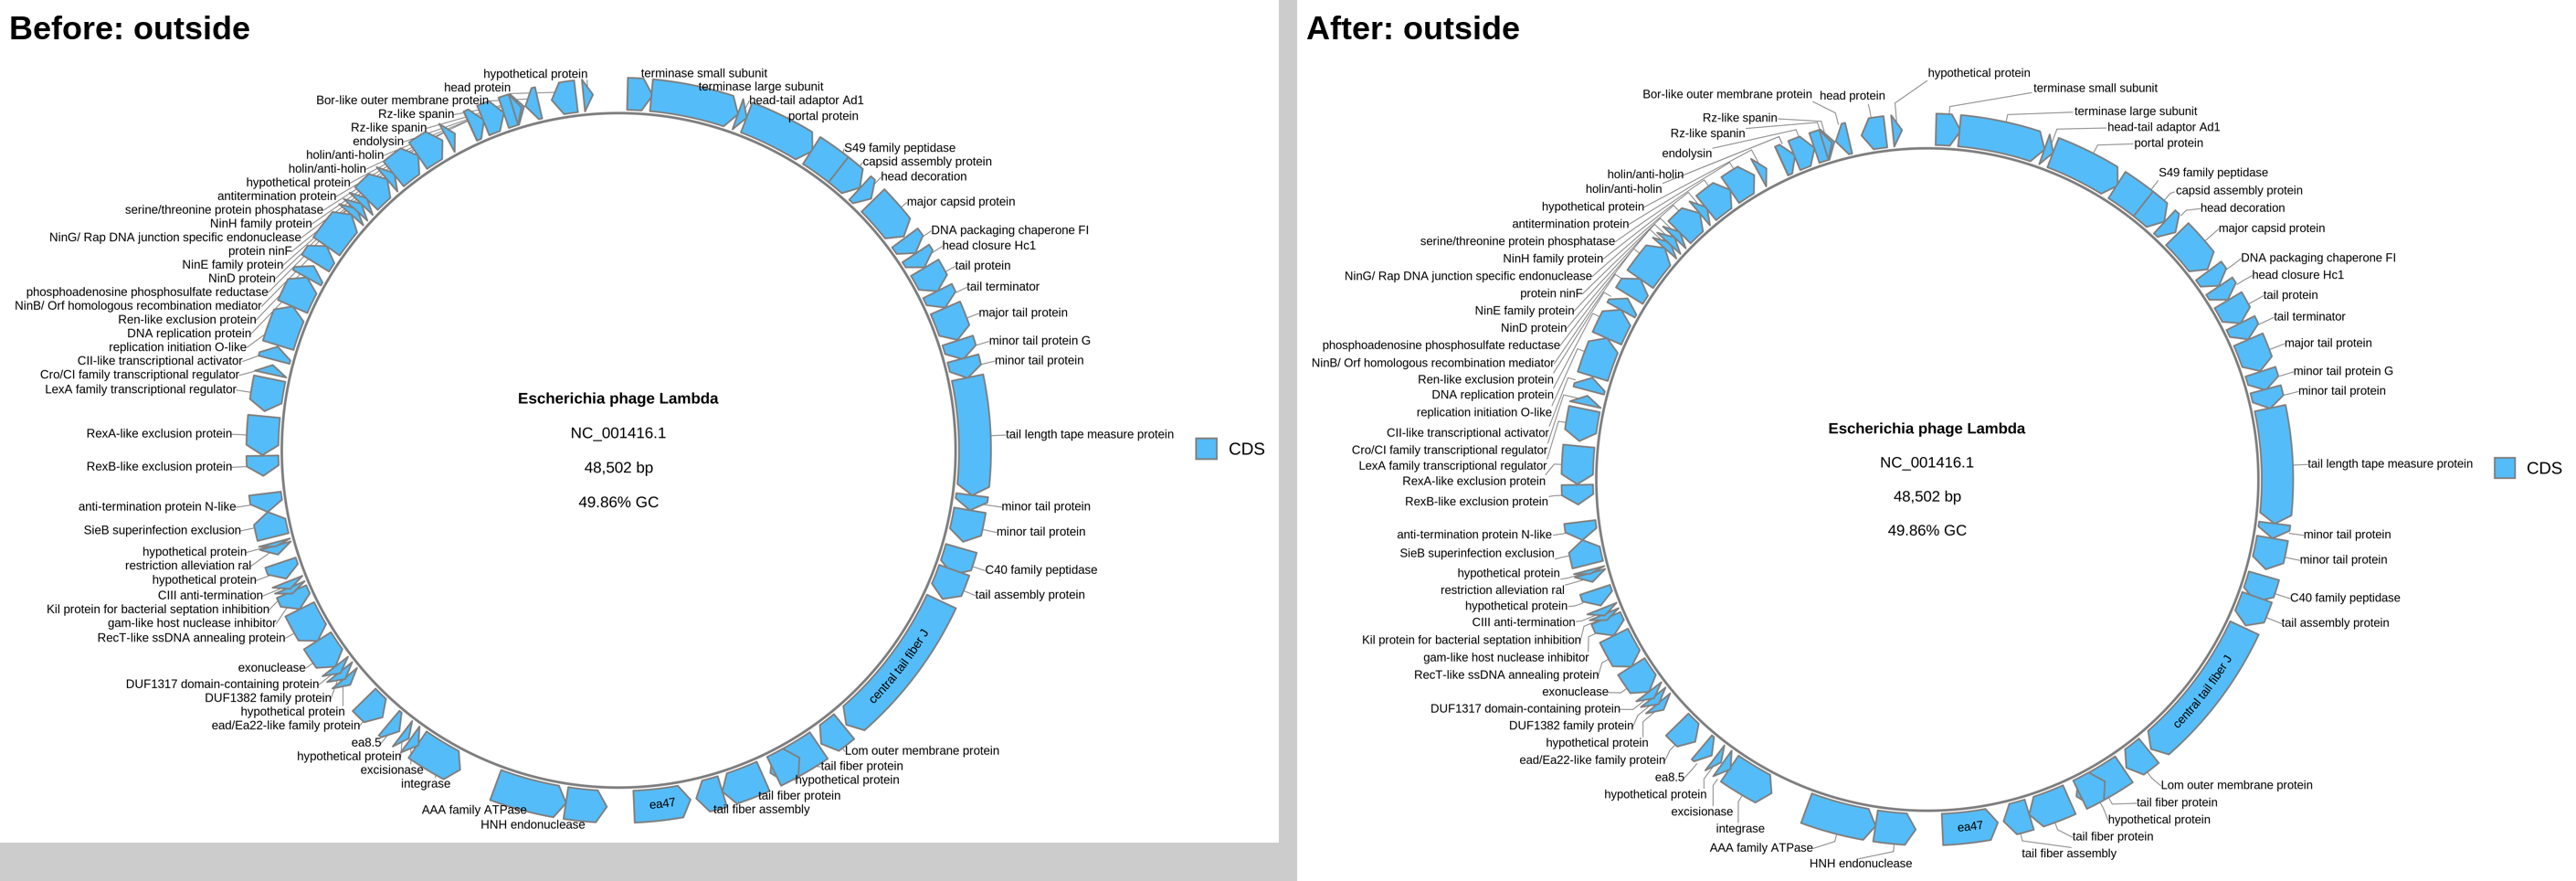 Before: outside
hypothetical protein
head protein
Bor-like outer membrane protein
Rz-like spanin
Rz-like spanin
endolysin
holin/anti-holin
holin/anti-holin
hypothetical protein
antitermination protein
serine/threonine protein phosphatase
NinH family protein
NinG/ Rap DNA junction specific endonuclease
protein ninF
NinE family protein
NinD protein
phosphoadenosine phosphosulfate reductase
NinB/ Orf homologous recombination mediator
Ren-like exclusion protein
DNA replication protein
replication initiation O-like
CII-like transcriptional activator
Cro/CI family transcriptional regulator
LexA family transcriptional regulator
RexA-like exclusion protein
RexB-like exclusion protein
anti-termination protein N-like
SieB superinfection exclusion
hypothetical protein
restriction alleviation ral
hypothetical protein
CIII anti-termination
Kil protein for bacterial septation inhibition
gam-like host nuclease inhibitor
RecT-like ssDNA annealing protein
exonuclease
DUF1317 domain-containing protein
DUF1382 family protein
hypothetical protein
ead/Ea22-like family protein
ea8.5
hypothetical protein
excisionase
integrase
AAA family ATPase
HNH endonuclease
terminase small subunit
terminase large subunit
head-tail adaptor Ad1
portal protein
S49 family peptidase
capsid assembly protein
head decoration
major capsid protein
DNA packaging chaperone FI
head closure Hc1
tail protein
tail terminator
major tail protein
minor tail protein G
minor tail protein
tail length tape measure protein
minor tail protein
minor tail protein
C40 family peptidase
tail assembly protein
central tail fiber J
Lom outer membrane protein
tail fiber protein
hypothetical protein
tail fiber protein
tail fiber assembly
ea47
Escherichia phage Lambda
NC_001416.1
48,502 bp
49.86% GC
CDS
After: outside
hypothetical protein
head protein
Bor-like outer membrane protein
Rz-like spanin
Rz-like spanin
endolysin
holin/anti-holin
holin/anti-holin
hypothetical protein
antitermination protein
serine/threonine protein phosphatase
NinH family protein
NinG/ Rap DNA junction specific endonuclease
protein ninF
NinE family protein
NinD protein
phosphoadenosine phosphosulfate reductase
NinB/ Orf homologous recombination mediator
Ren-like exclusion protein
DNA replication protein
replication initiation O-like
CII-like transcriptional activator
Cro/CI family transcriptional regulator
LexA family transcriptional regulator
RexA-like exclusion protein
RexB-like exclusion protein
anti-termination protein N-like
SieB superinfection exclusion
hypothetical protein
restriction alleviation ral
hypothetical protein
CIII anti-termination
Kil protein for bacterial septation inhibition
gam-like host nuclease inhibitor
RecT-like ssDNA annealing protein
exonuclease
DUF1317 domain-containing protein
DUF1382 family protein
hypothetical protein
ead/Ea22-like family protein
ea8.5
hypothetical protein
excisionase
integrase
AAA family ATPase
HNH endonuclease
terminase small subunit
terminase large subunit
head-tail adaptor Ad1
portal protein
S49 family peptidase
capsid assembly protein
head decoration
major capsid protein
DNA packaging chaperone FI
head closure Hc1
tail protein
tail terminator
major tail protein
minor tail protein G
minor tail protein
tail length tape measure protein
minor tail protein
minor tail protein
C40 family peptidase
tail assembly protein
central tail fiber J
Lom outer membrane protein
tail fiber protein
hypothetical protein
tail fiber protein
tail fiber assembly
ea47
Escherichia phage Lambda
NC_001416.1
48,502 bp
49.86% GC
CDS